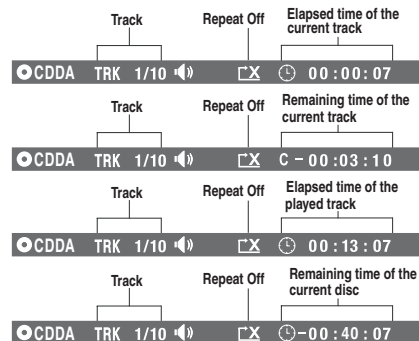 Track Repeat Off Elapsed time of the
current track
CDDA TRK 1/10 X 00:00:07
Track Repeat Off Remaining time of the
current track
CDDA TRK 1/10 X C -00:03:10
Track Repeat Off Elapsed time of the
played track
CDDA TRK 1/10 X 00:13:07
Track Repeat Off Remaining time of the
current disc
CDDA TRK 1/10 X -00:40:07